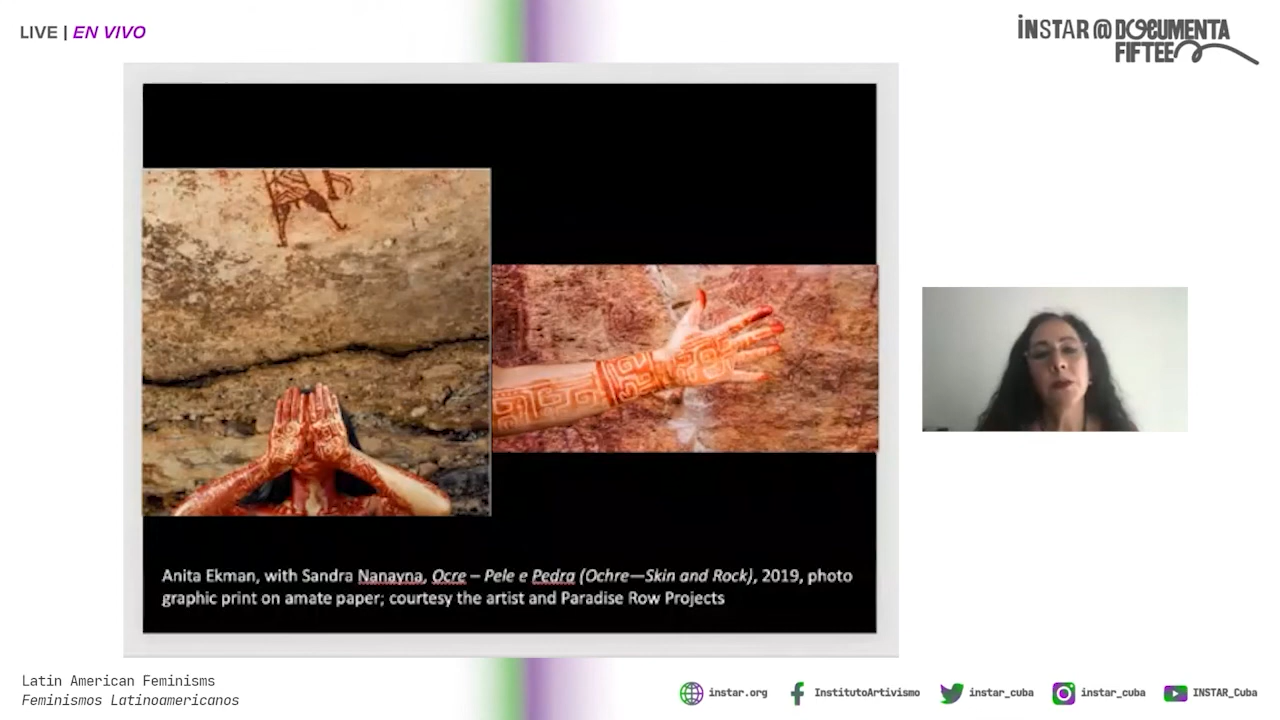 LIVE | EN VIVO
INSTAR @ DOCUMENTA
FIFTEEN
Anita Ekman, with Sandra Nanayna, Ocre – Pele e Pedra (Ochre—Skin and Rock), 2019, photo
graphic print on amate paper; courtesy the artist and Paradise Row Projects
Latin American Feminisms
Feminismos Latinoamericanos
instar.org
InstitutoArtivismo
instar_cuba
instar_cuba
INSTAR_Cuba